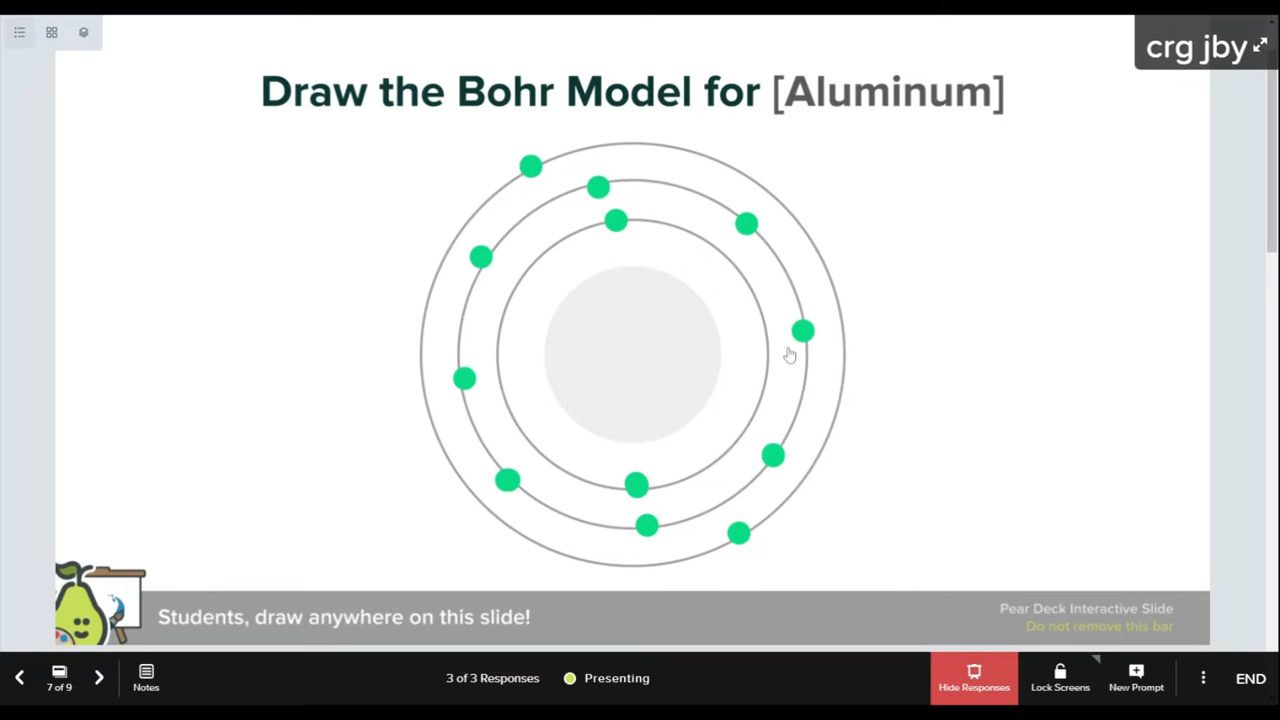 crg jby
Draw the Bohr Model for [Aluminum]
Students, draw anywhere on this slide!
Pear Deck Interactive Slide
Do not remove this bar
7 of 9
Notes
3 of 3 Responses
Presenting
Hide Responses
Lock Screens
New Prompt
END